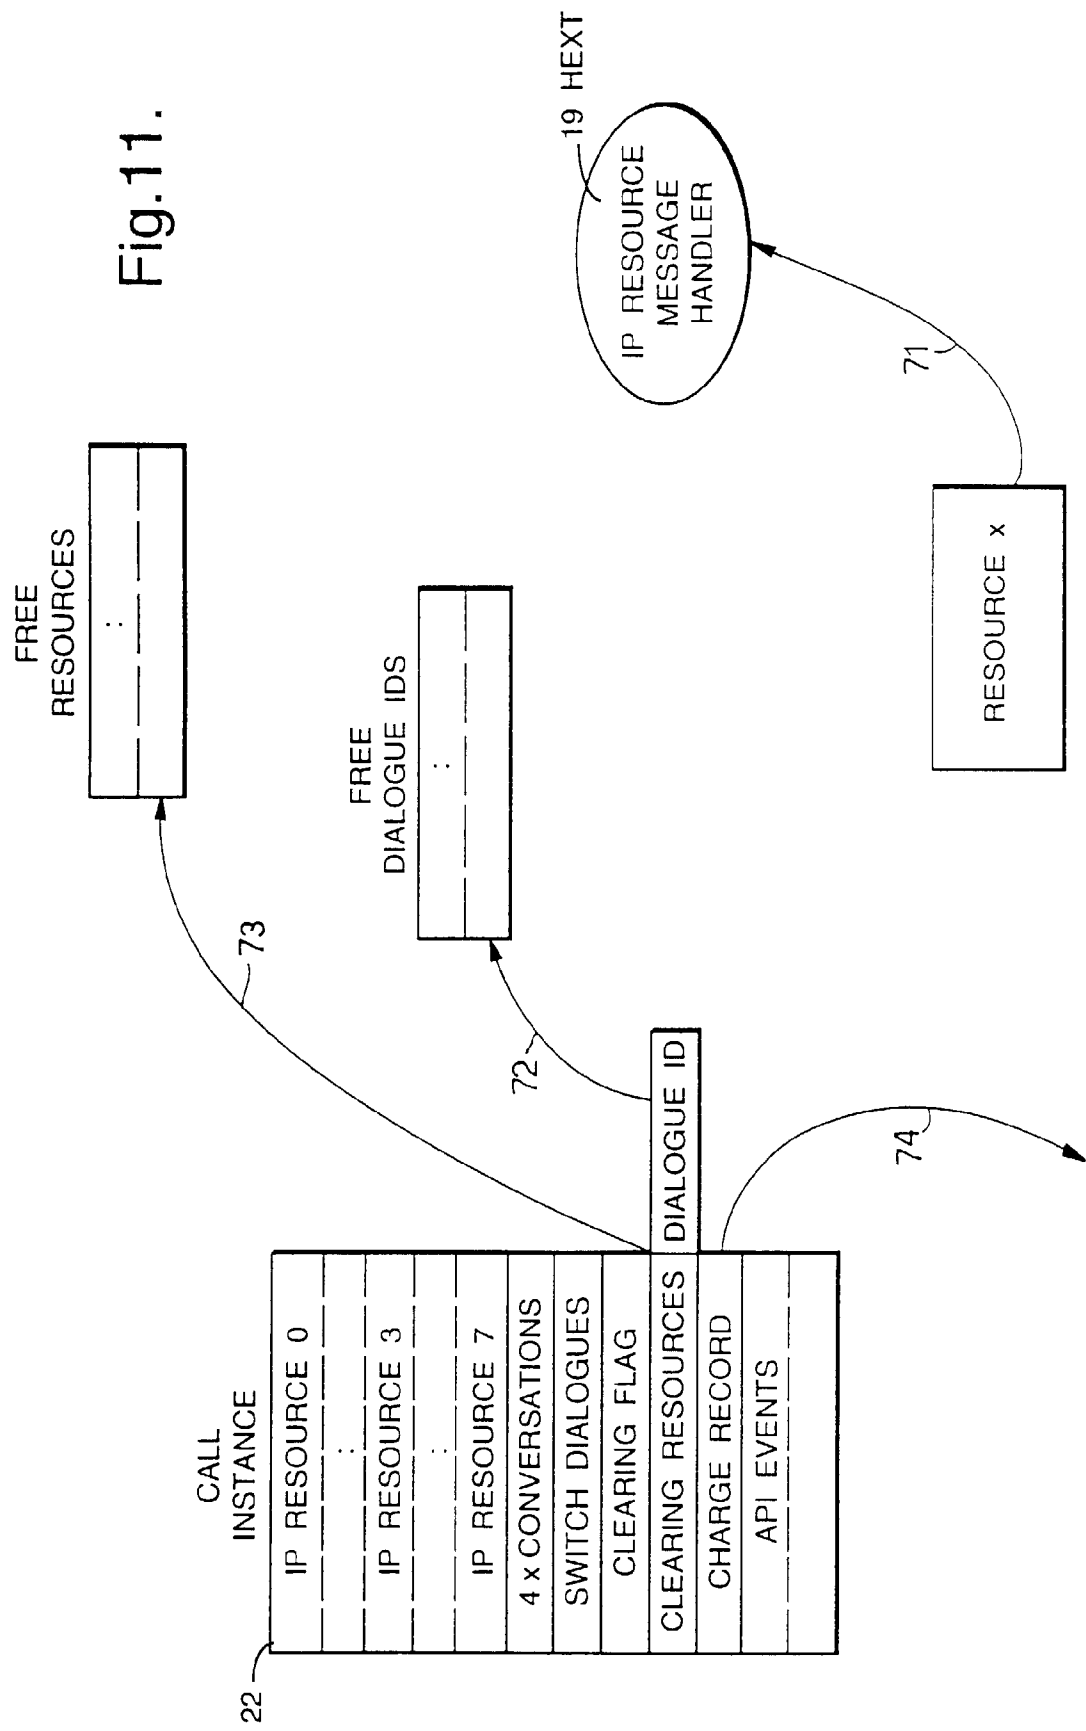 Fig.11.
CALL
INSTANCE
22
IP RESOURCE 0
:
IP RESOURCE 3
:
IP RESOURCE 7
4 x CONVERSATIONS
SWITCH DIALOGUES
CLEARING FLAG
CLEARING RESOURCES
DIALOGUE ID
CHARGE RECORD
API EVENTS
73
72
74
FREE
RESOURCES
:
FREE
DIALOGUE IDS
:
19 HEXT
IP RESOURCE
MESSAGE
HANDLER
71
RESOURCE x